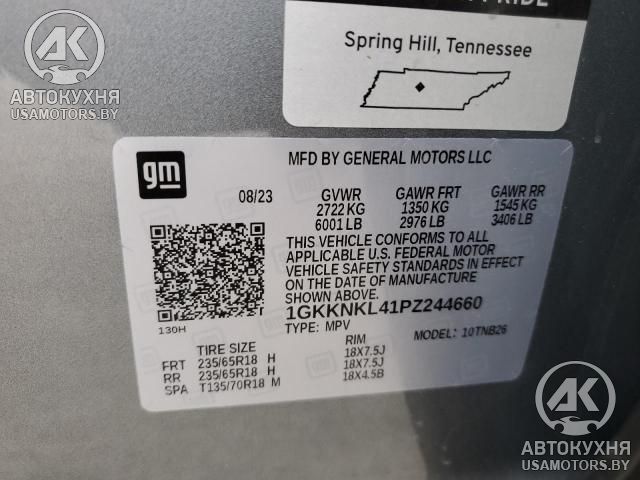 PRIDE
Spring Hill, Tennessee
AK
АВТОКУХНЯ
USAMOTORS.BY
gm
MFD BY GENERAL MOTORS LLC
08/23 GVWR GAWR FRT GAWR RR
2722 KG 1350 KG 1545 KG
6001 LB 2976 LB 3406 LB
THIS VEHICLE CONFORMS TO ALL
APPLICABLE U.S. FEDERAL MOTOR
VEHICLE SAFETY STANDARDS IN EFFECT
ON THE DATE OF MANUFACTURE
SHOWN ABOVE.
1GKKNKL41PZ244660
130H
TYPE: MPV MODEL: 10TNB26
TIRE SIZE RIM
FRT 235/65R18 H 18X7.5J
RR 235/65R18 H 18X7.5J
SPA T135/70R18 M 18X4.5B
AK
АВТОКУХНЯ
USAMOTORS.BY